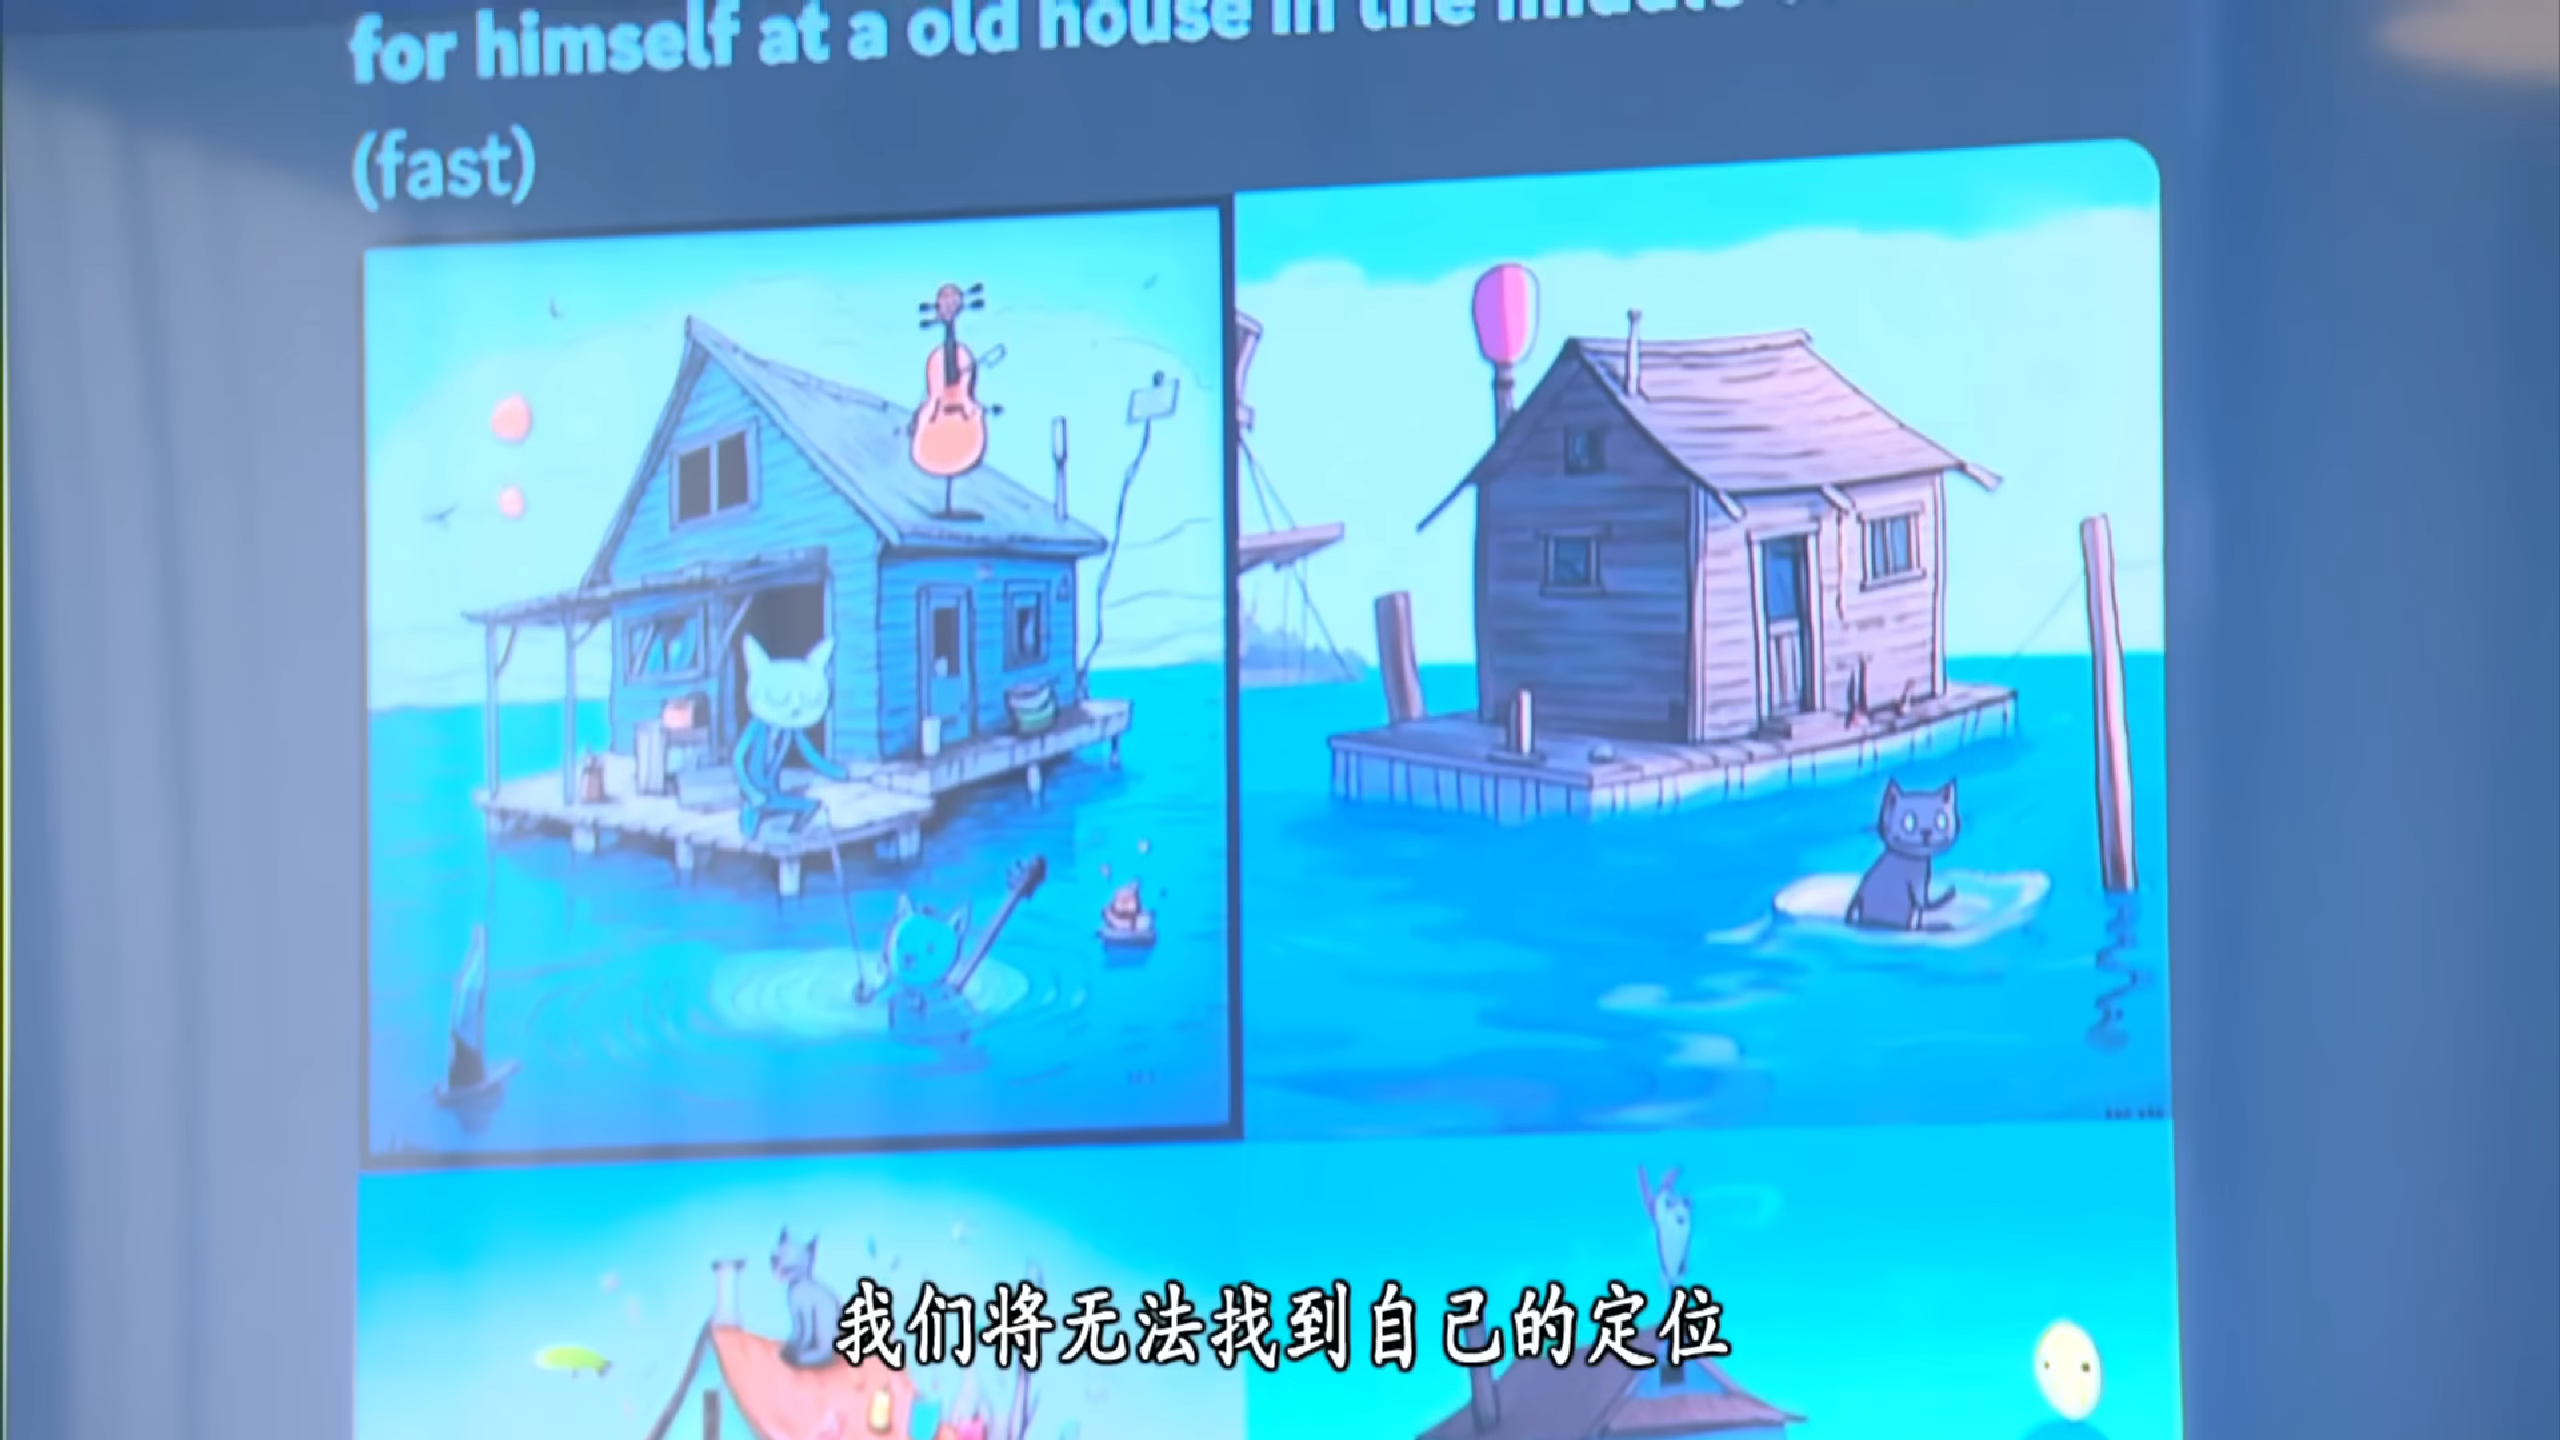 for himself at a old house in the middle
(fast)
我们将无法找到自己的定位